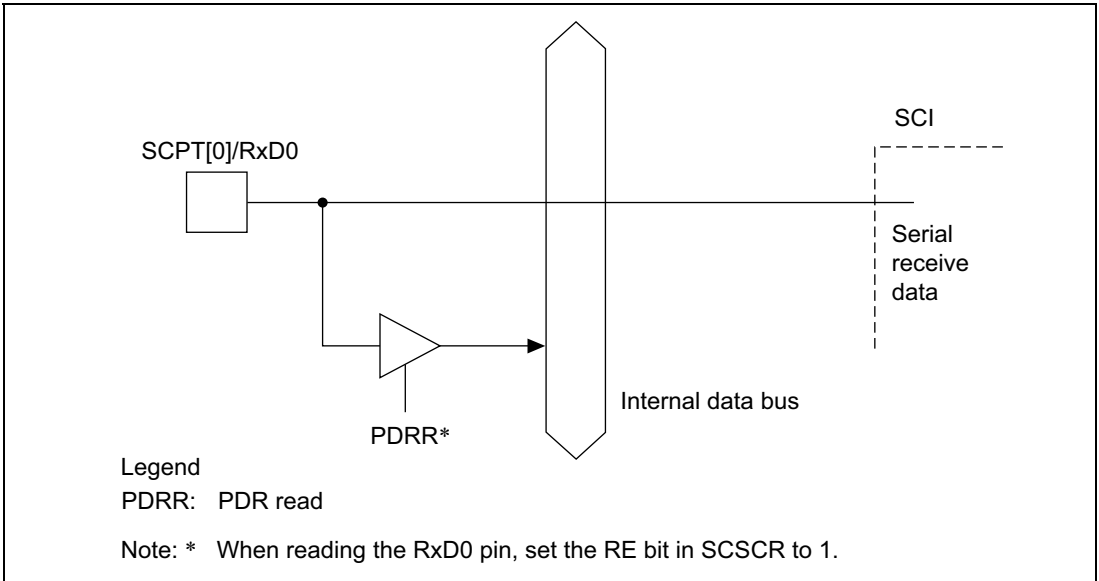 SCPT[0]/RxD0
SCI
Serial
receive
data
Internal data bus
PDRR*
Legend
PDRR: PDR read
Note: * When reading the RxD0 pin, set the RE bit in SCSCR to 1.